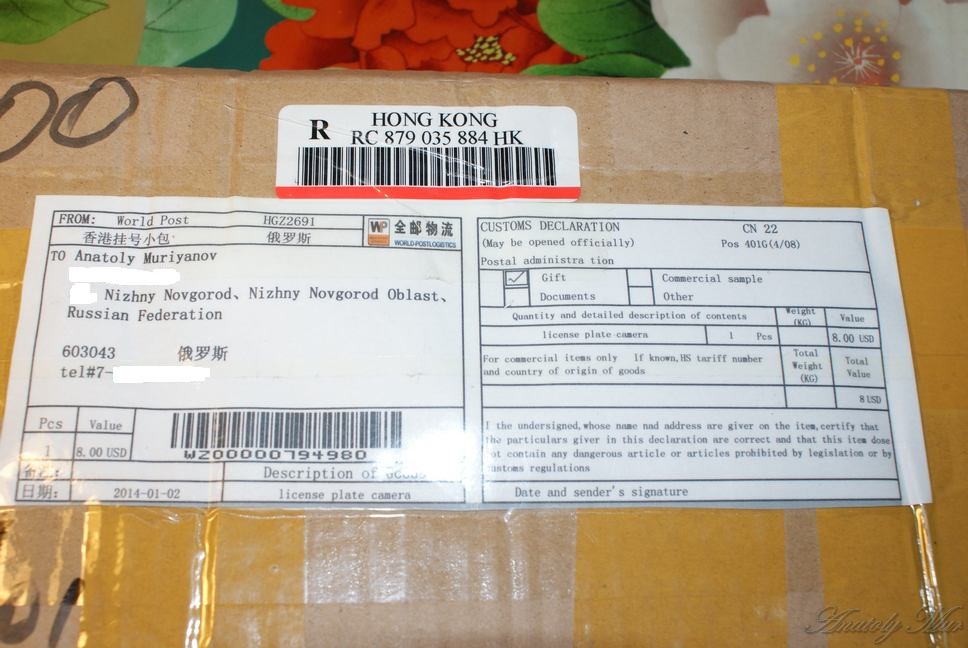 00
R
HONG KONG
RC 879 035 884 HK
FROM: World Post HGZ2691
香港挂号小包 俄罗斯
WP 全邮物流
WORLD-POSTLOGISTICS
TO Anatoly Muriyanov
Nizhny Novgorod、Nizhny Novgorod Oblast、
Russian Federation
603043 俄罗斯
tel#7-
Pcs Value
1 8.00 USD
WZ00000794980
Description of
日期: 2014-01-02 license plate camera
CUSTOMS DECLARATION CN 22
(May be opened officially) Pos 401G(4/08)
Postal administra tion
Gift Commercial sample
Documents Other
Quantity and detailed description of contents Weight (KG) Value
license plate camera 1 Pcs 8.00 USD
For commercial items only If known,HS tariff number
and country of origin of goods
Total Weight (KG)
Total Value
8 USD
I the undersigned,whose name nad address are given on the item,certify that
the particulars giver in this declaration are correct and that this item dose
not contain any dangerous article or articles prohibited by legislation or by
customs regulations
Date and sender's signature
Anatoly Mur